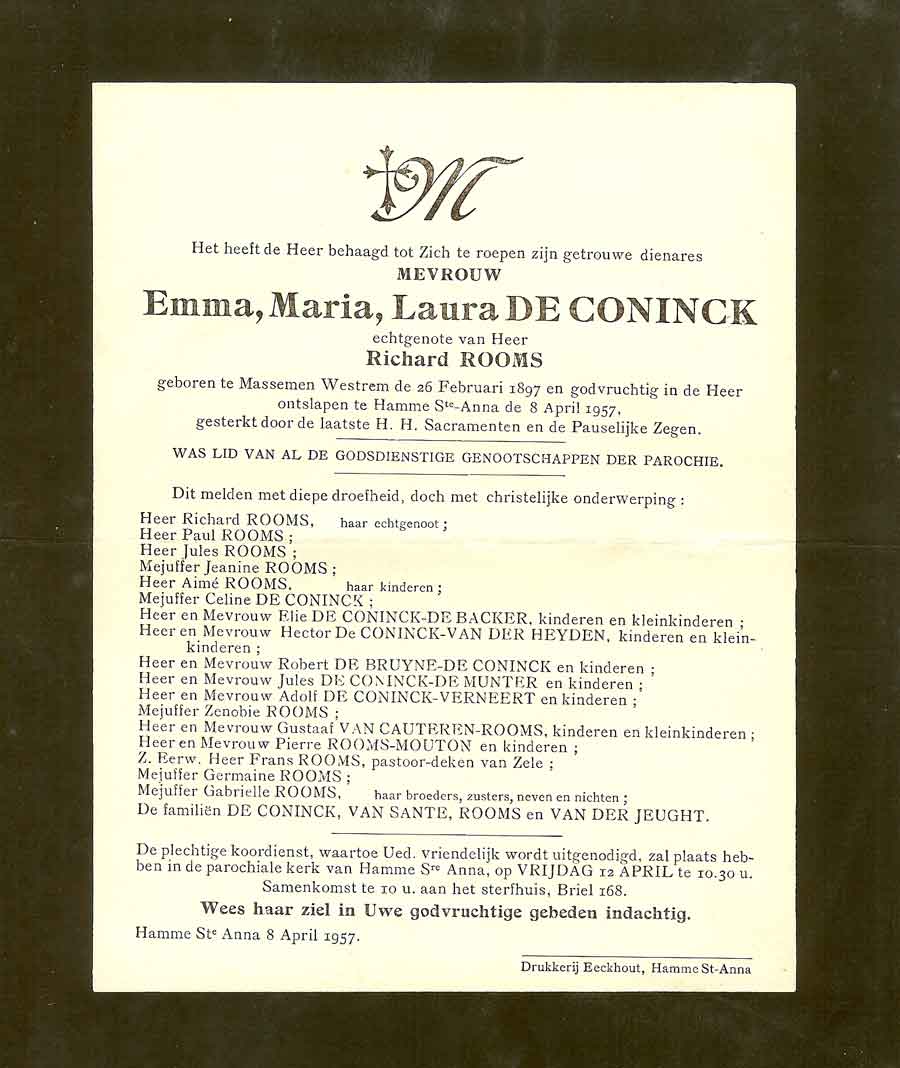 M
Het heeft de Heer behaagd tot Zich te roepen zijn getrouwe dienares
MEVROUW
Emma, Maria, Laura DE CONINCK
echtgenote van Heer
Richard ROOMS
geboren te Massemen Westrem de 26 Februari 1897 en godvruchtig in de Heer
ontslapen te Hamme Ste-Anna de 8 April 1957,
gesterkt door de laatste H. H. Sacramenten en de Pauselijke Zegen.
WAS LID VAN AL DE GODSDIENSTIGE GENOOTSCHAPPEN DER PAROCHIE.
Dit melden met diepe droefheid, doch met christelijke onderwerping :
Heer Richard ROOMS, haar echtgenoot ;
Heer Paul ROOMS ;
Heer Jules ROOMS ;
Mejuffer Jeanine ROOMS ;
Heer Aimé ROOMS, haar kinderen ;
Mejuffer Celine DE CONINCK ;
Heer en Mevrouw Elie DE CONINCK-DE BACKER, kinderen en kleinkinderen ;
Heer en Mevrouw Hector De CONINCK-VAN DER HEYDEN, kinderen en klein-
kinderen ;
Heer en Mevrouw Robert DE BRUYNE-DE CONINCK en kinderen ;
Heer en Mevrouw Jules DE CONINCK-DE MUNTER en kinderen ;
Heer en Mevrouw Adolf DE CONINCK-VERNEERT en kinderen ;
Mejuffer Zenobie ROOMS ;
Heer en Mevrouw Gustaaf VAN CAUTEREN-ROOMS, kinderen en kleinkinderen ;
Heer en Mevrouw Pierre ROOMS-MOUTON en kinderen ;
Z. Eerw. Heer Frans ROOMS, pastoor-deken van Zele ;
Mejuffer Germaine ROOMS ;
Mejuffer Gabrielle ROOMS, haar broeders, zusters, neven en nichten ;
De familiën DE CONINCK, VAN SANTE, ROOMS en VAN DER JEUGHT.
De plechtige koordienst, waartoe Ued. vriendelijk wordt uitgenodigd, zal plaats heb-
ben in de parochiale kerk van Hamme Sre Anna, op VRIJDAG 12 APRIL te 10.30 u.
Samenkomst te 10 u. aan het sterfhuis, Briel 168.
Wees haar ziel in Uwe godvruchtige gebeden indachtig.
Hamme Ste Anna 8 April 1957.
Drukkerij Eeckhout, Hamme St-Anna